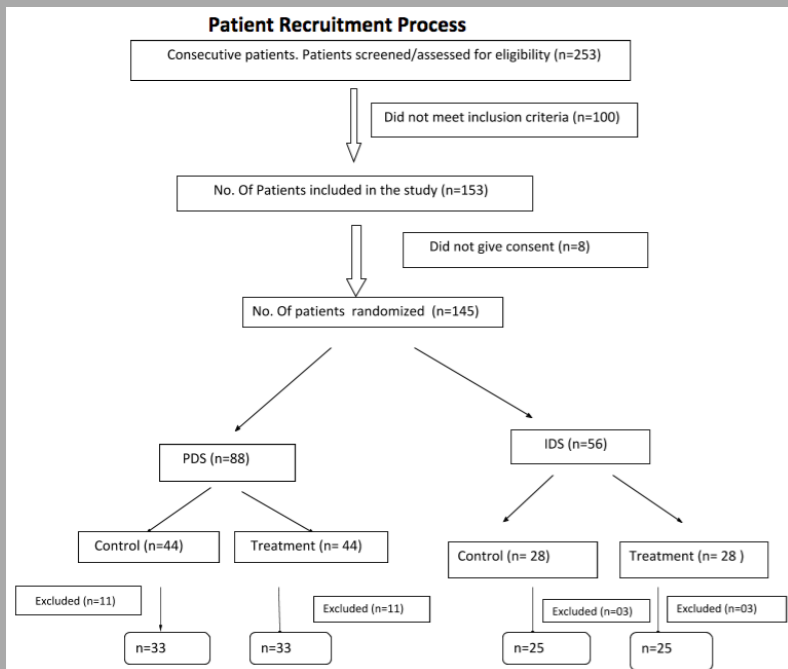 Patient Recruitment Process
Consecutive patients. Patients screened/assessed for eligibility (n=253)
Did not meet inclusion criteria (n=100)
No. Of Patients included in the study (n=153)
Did not give consent (n=8)
No. Of patients randomized (n=145)
PDS (n=88)
IDS (n=56)
Control (n=44)
Treatment (n= 44)
Control (n= 28)
Treatment (n= 28 )
Excluded (n=11)
Excluded (n=11)
Excluded (n=03)
Excluded (n=03)
n=33
n=33
n=25
n=25